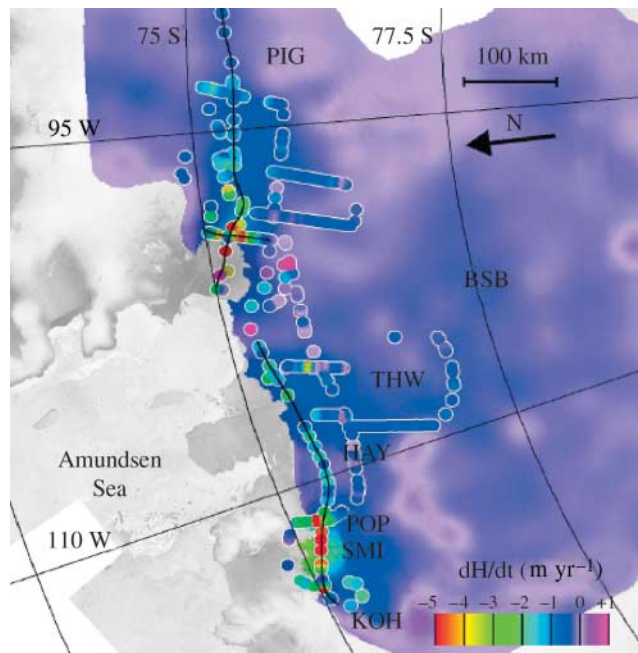 75 S
77.5 S
PIG
100 km
95 W
N
BSB
THW
HAY
Amundsen
Sea
POP
110 W
SMI
dH/dt (m yr–1)
–5 –4 –3 –2 –1 0 +1
KOH